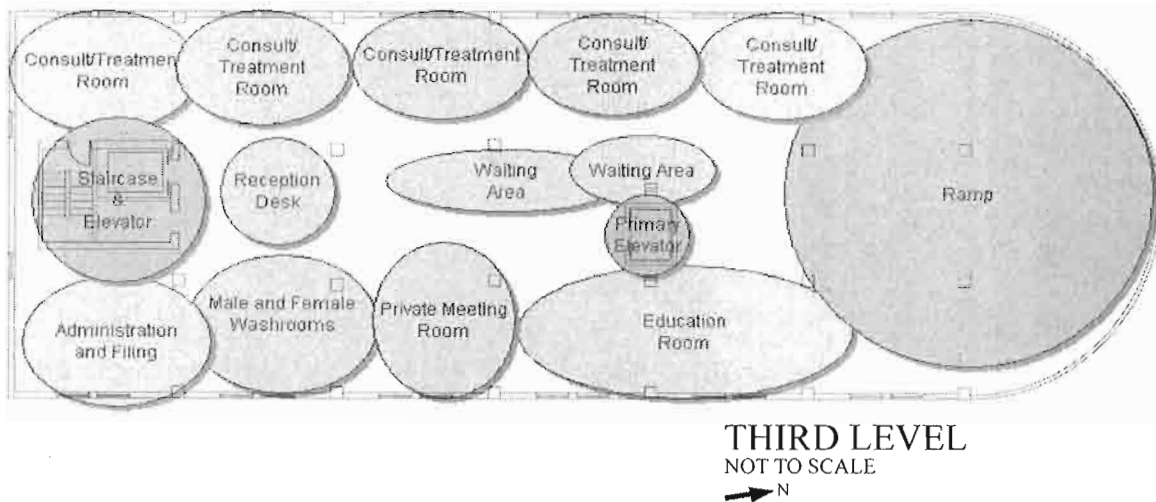 Consult/Treatment
Room
Consult/
Treatment
Room
Consult/Treatment
Room
Consult/
Treatment
Room
Consult/
Treatment
Room
Staircase
&
Elevator
Reception
Desk
Waiting
Area
Waiting Area
Primary
Elevator
Ramp
Administration
and Filing
Male and Female
Washrooms
Private Meeting
Room
Education
Room
THIRD LEVEL
NOT TO SCALE
N